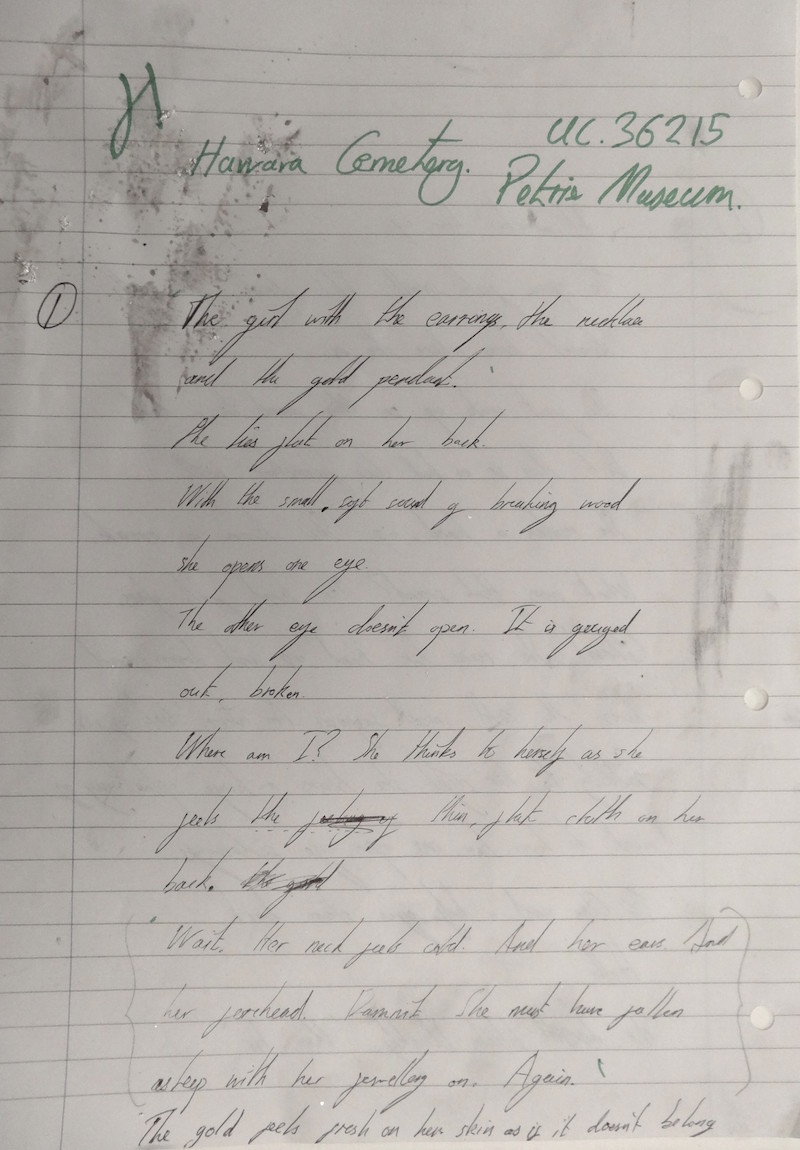 H
UC.36215
Hawara Cemetery. Petrie Museum.
①
The girl with the earrings, the necklace
and the gold pendant.
She lies flat on her back.
With the small, soft sound of breaking wood
she opens one eye.
The other eye doesn't open. It is gouged
out, broken.
Where am I? She thinks to herself as she
feels the feeling of thin, flat cloth on her
back. the gold
Wait. Her neck feels cold. And her ears. And
her forehead. Damnit. She must have fallen
asleep with her jewellery on. Again.
The gold feels fresh on her skin as if it doesn't belong